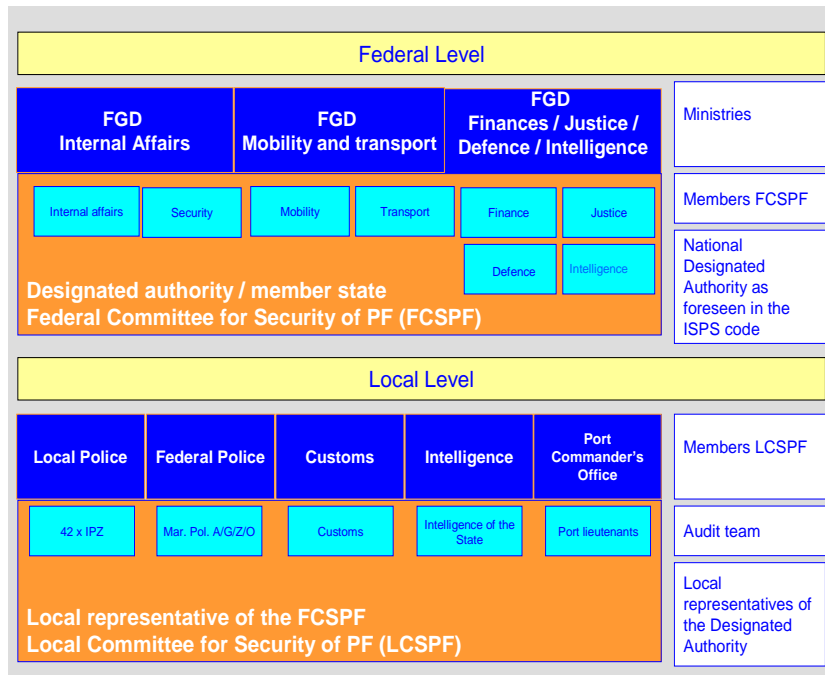 Federal Level
FGD
Internal Affairs
FGD
Mobility and transport
FGD
Finances / Justice /
Defence / Intelligence
Ministries
Internal affairs
Security
Mobility
Transport
Finance
Justice
Members FCSPF
Defence
Intelligence
Designated authority / member state
Federal Committee for Security of PF (FCSPF)
National
Designated
Authority as
foreseen in the
ISPS code
Local Level
Local Police
Federal Police
Customs
Intelligence
Port
Commander's
Office
Members LCSPF
42 x IPZ
Mar. Pol. A/G/Z/O
Customs
Intelligence of the
State
Port lieutenants
Audit team
Local representative of the FCSPF
Local Committee for Security of PF (LCSPF)
Local
representatives of
the Designated
Authority